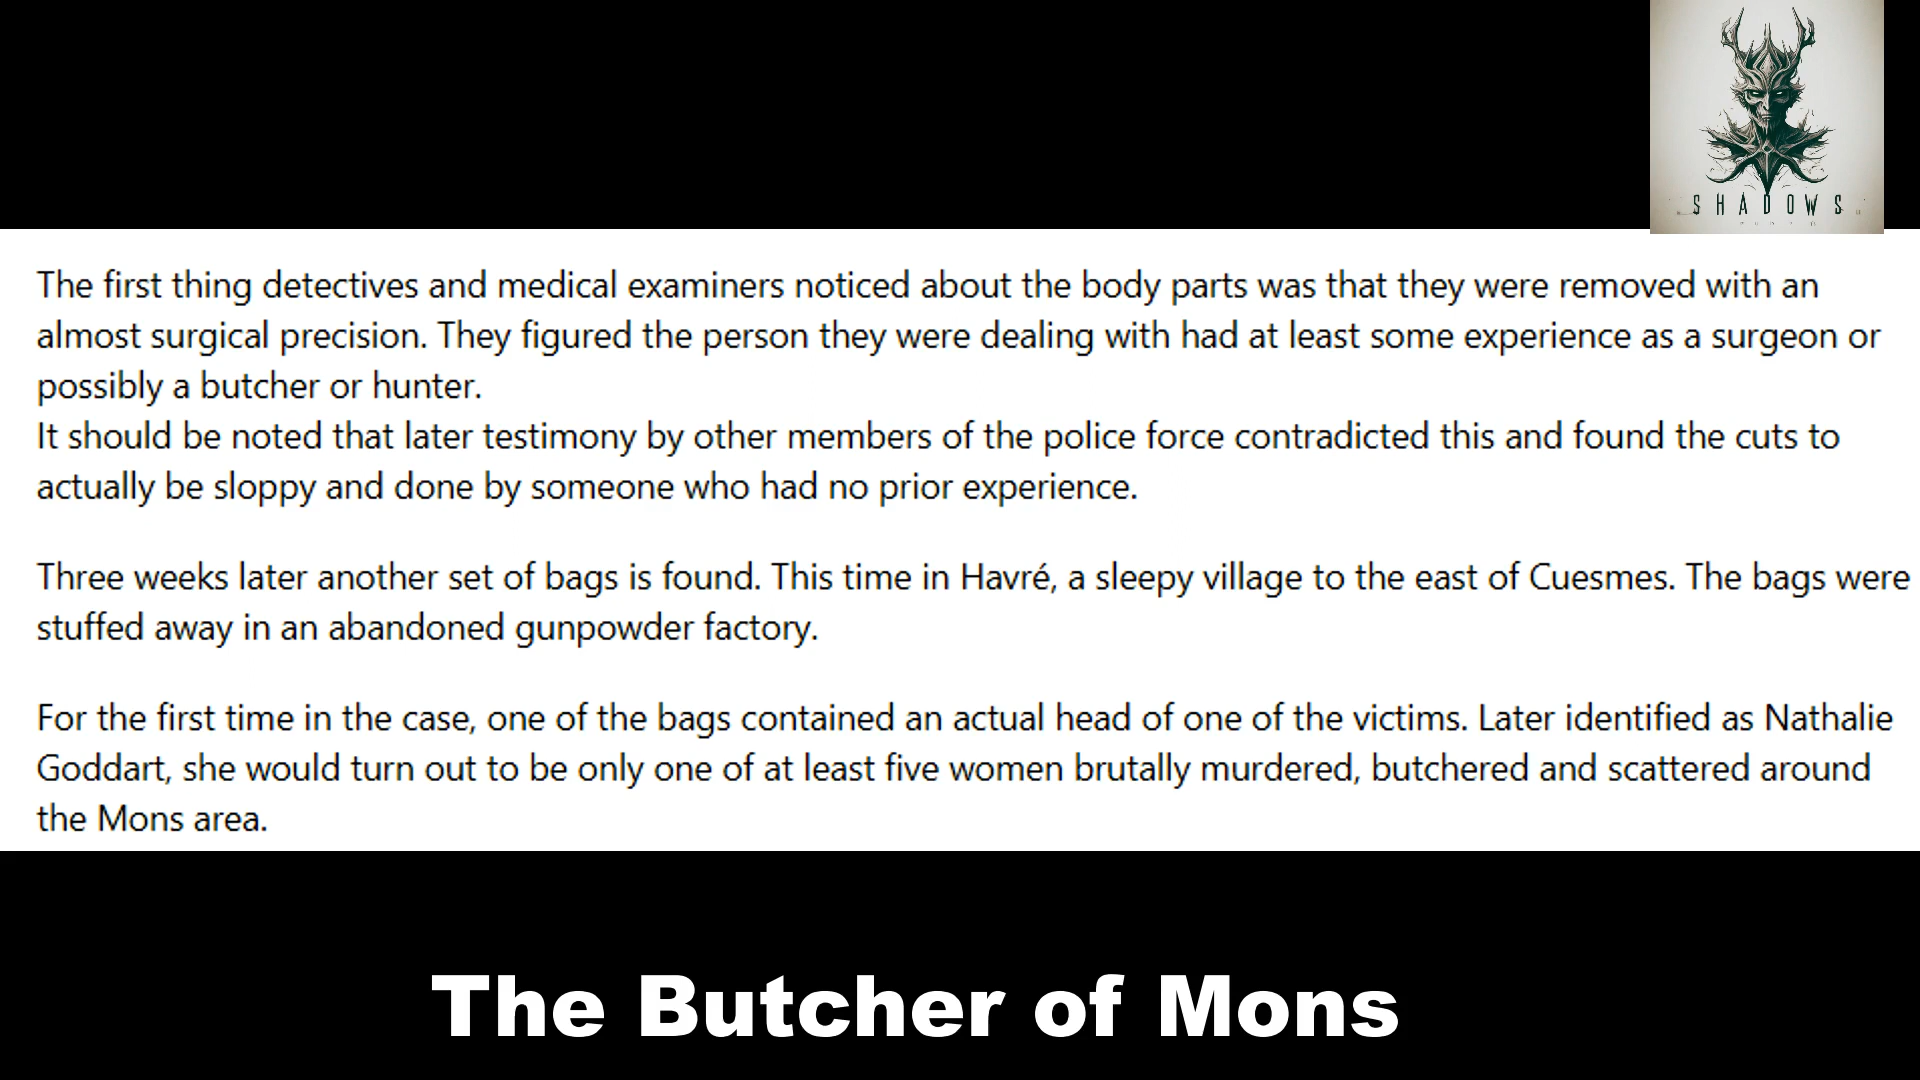 SHADOWS
The first thing detectives and medical examiners noticed about the body parts was that they were removed with an
almost surgical precision. They figured the person they were dealing with had at least some experience as a surgeon or
possibly a butcher or hunter.
It should be noted that later testimony by other members of the police force contradicted this and found the cuts to
actually be sloppy and done by someone who had no prior experience.
Three weeks later another set of bags is found. This time in Havré, a sleepy village to the east of Cuesmes. The bags were
stuffed away in an abandoned gunpowder factory.
For the first time in the case, one of the bags contained an actual head of one of the victims. Later identified as Nathalie
Goddart, she would turn out to be only one of at least five women brutally murdered, butchered and scattered around
the Mons area.
The Butcher of Mons